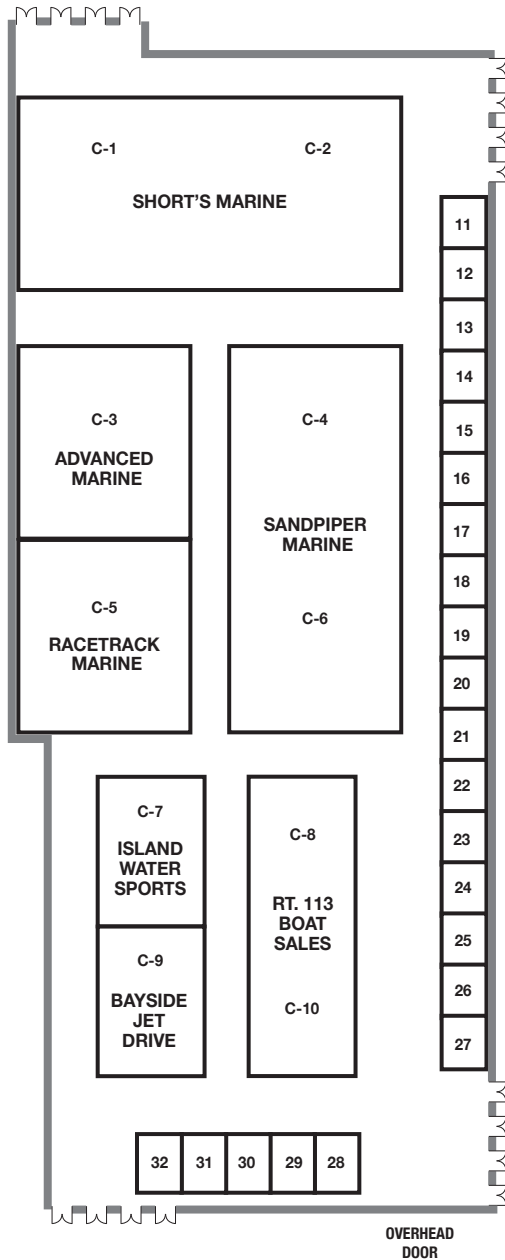 C-1
C-2
SHORT'S MARINE
11
12
13
14
15
16
17
18
19
20
21
22
23
24
25
26
27
C-3
ADVANCED
MARINE
C-4
SANDPIPER
MARINE
C-6
C-5
RACETRACK
MARINE
C-7
ISLAND
WATER
SPORTS
C-8
RT. 113
BOAT
SALES
C-10
C-9
BAYSIDE
JET
DRIVE
32
31
30
29
28
OVERHEAD
DOOR